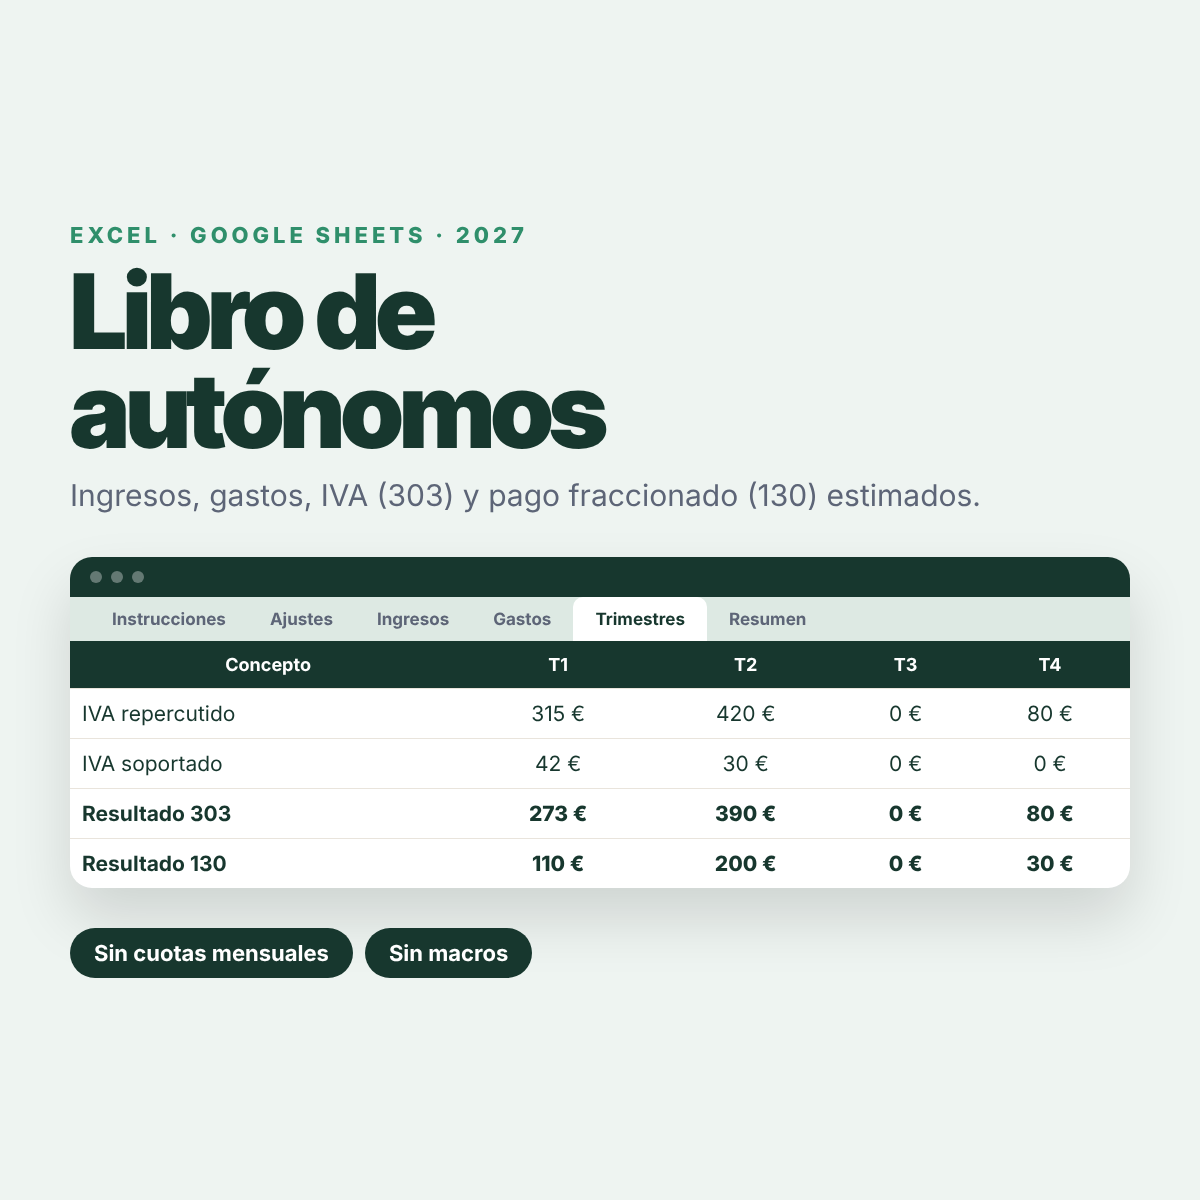 EXCEL · GOOGLE SHEETS · 2027
Libro de
autónomos
Ingresos, gastos, IVA (303) y pago fraccionado (130) estimados.
Instrucciones Ajustes Ingresos Gastos Trimestres Resumen
Concepto T1 T2 T3 T4
IVA repercutido 315 € 420 € 0 € 80 €
IVA soportado 42 € 30 € 0 € 0 €
Resultado 303 273 € 390 € 0 € 80 €
Resultado 130 110 € 200 € 0 € 30 €
Sin cuotas mensuales Sin macros